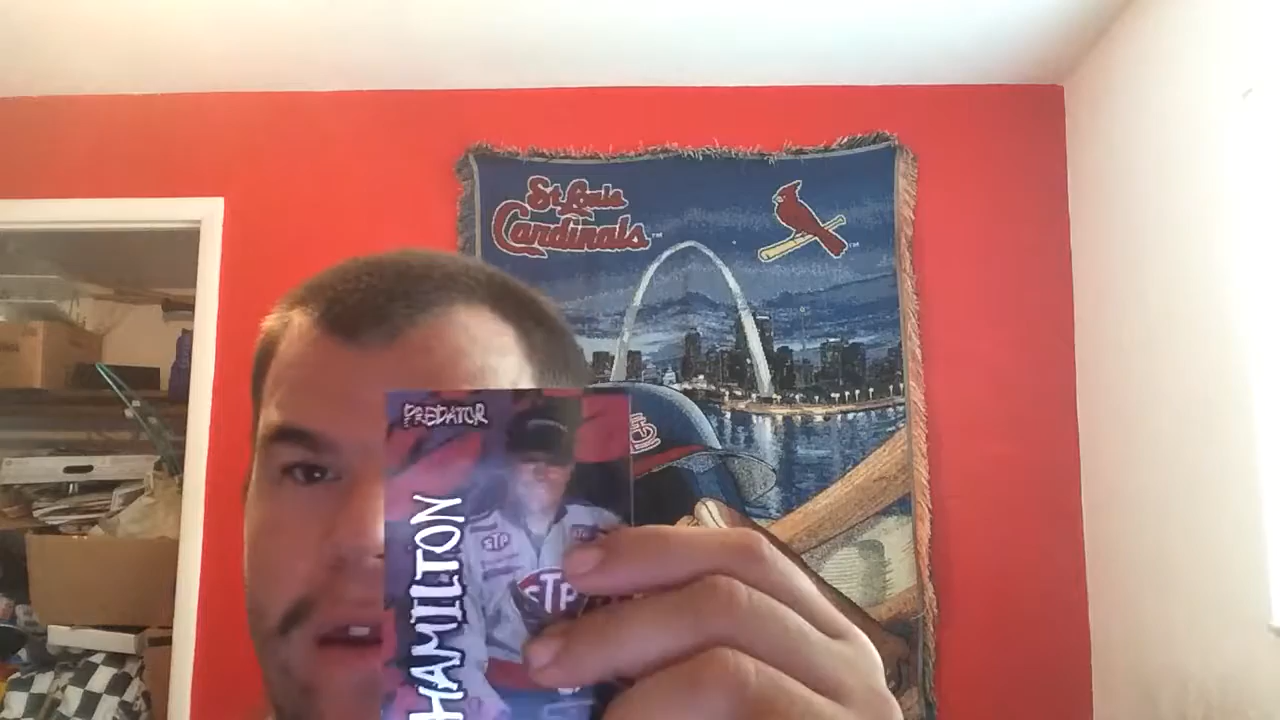 St. Louis
Cardinals
PREDATOR
HAMILTON
STP
STP